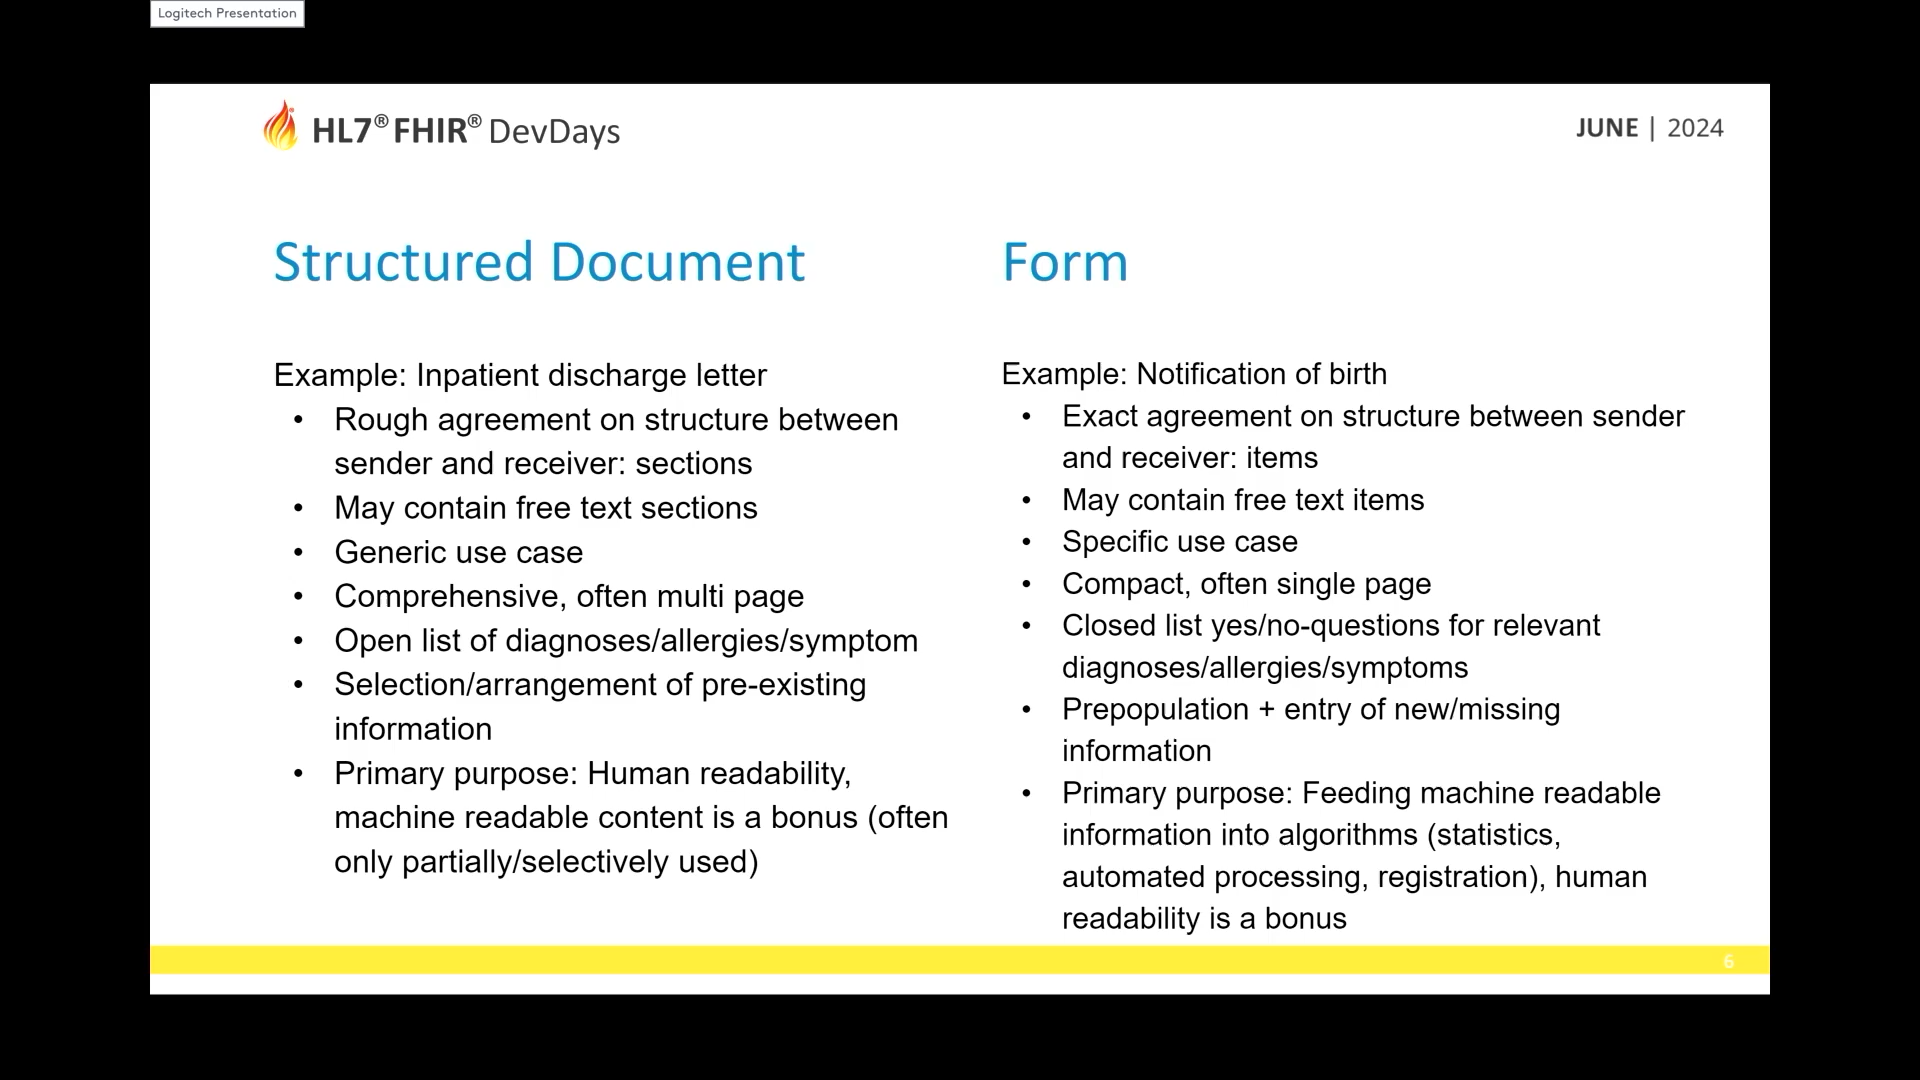 Logitech Presentation
HL7® FHIR® DevDays
JUNE | 2024
Structured Document
Example: Inpatient discharge letter
• Rough agreement on structure between
sender and receiver: sections
• May contain free text sections
• Generic use case
• Comprehensive, often multi page
• Open list of diagnoses/allergies/symptom
• Selection/arrangement of pre-existing
information
• Primary purpose: Human readability,
machine readable content is a bonus (often
only partially/selectively used)
Form
Example: Notification of birth
• Exact agreement on structure between sender
and receiver: items
• May contain free text items
• Specific use case
• Compact, often single page
• Closed list yes/no-questions for relevant
diagnoses/allergies/symptoms
• Prepopulation + entry of new/missing
information
• Primary purpose: Feeding machine readable
information into algorithms (statistics,
automated processing, registration), human
readability is a bonus
6